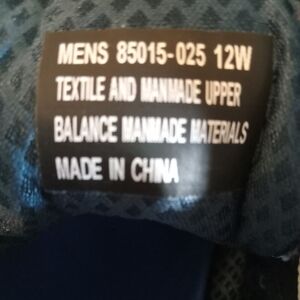 MENS 85015-025 12W
TEXTILE AND MANMADE UPPER
BALANCE MANMADE MATERIALS
MADE IN CHINA